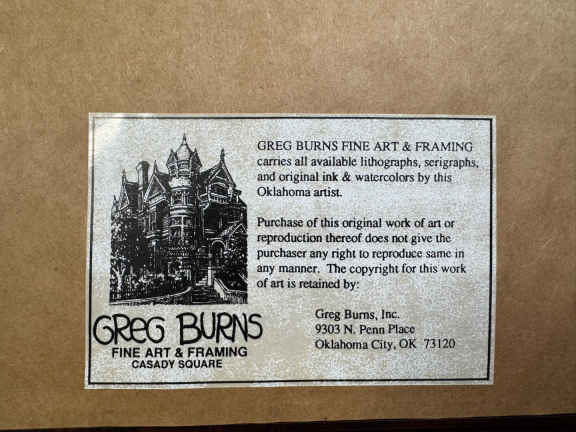 GREG BURNS FINE ART & FRAMING
carries all available lithographs, serigraphs,
and original ink & watercolors by this
Oklahoma artist.
Purchase of this original work of art or
reproduction thereof does not give the
purchaser any right to reproduce same in
any manner. The copyright for this work
of art is retained by:
Greg Burns, Inc.
9303 N. Penn Place
Oklahoma City, OK 73120
GREG BURNS
FINE ART & FRAMING
CASADY SQUARE